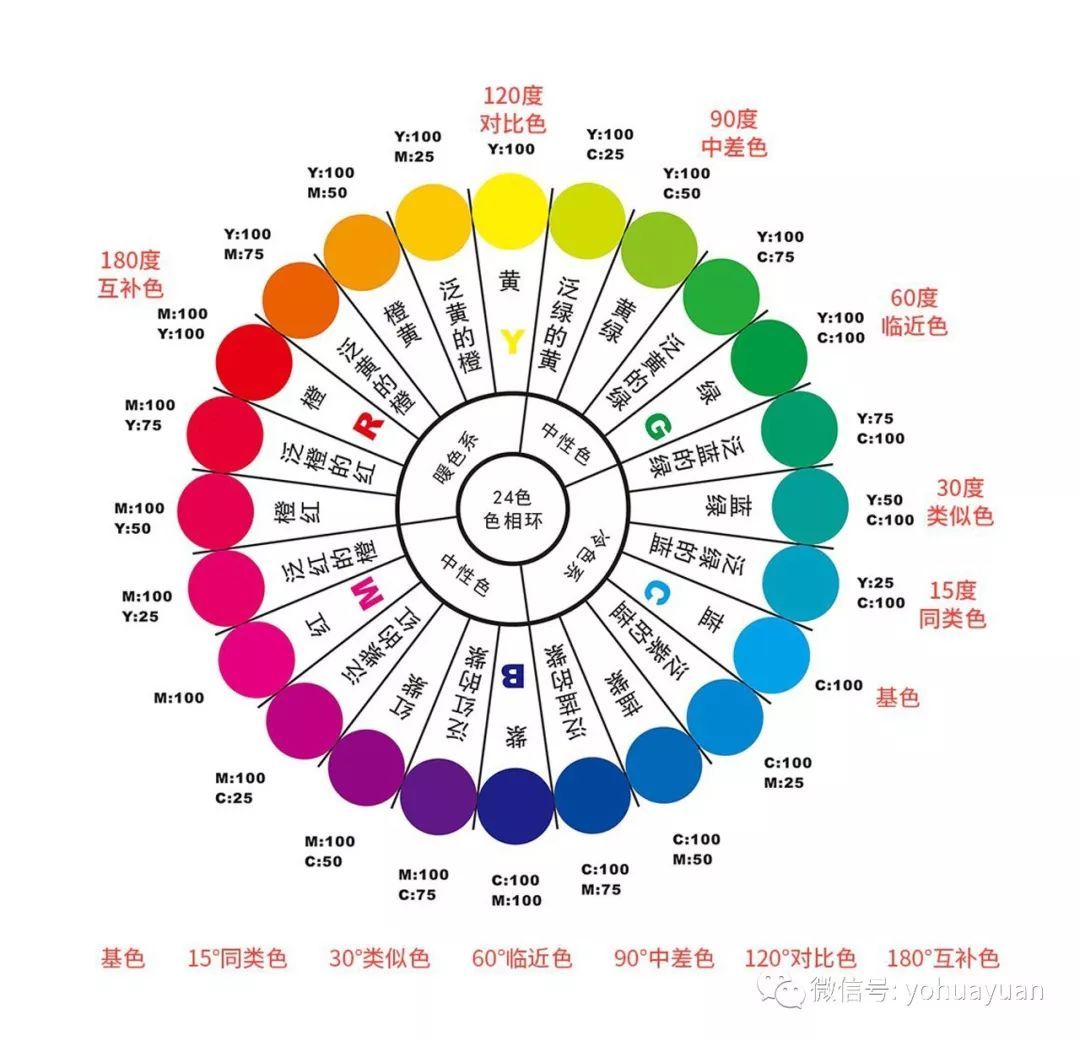 120度
对比色
Y:100
Y:100
C:25
90度
中差色
Y:100
C:50
Y:100
C:75
60度
临近色
Y:100
C:100
Y:75
C:100
30度
类似色
Y:50
C:100
15度
同类色
Y:25
C:100
基色
C:100
C:100
M:25
C:100
M:50
C:100
M:75
C:100
M:100
M:100
C:75
M:100
C:50
M:100
C:25
M:100
M:100
Y:25
M:100
Y:50
M:100
Y:75
180度
互补色
M:100
Y:100
Y:100
M:75
Y:100
M:50
Y:100
M:25
黄
Y
泛绿的黄
黄绿
泛黄的绿
绿
G
泛蓝的绿
蓝绿
泛绿的蓝
蓝
C
泛紫的蓝
蓝紫
泛蓝的紫
紫
B
泛红的紫
红紫
泛紫的红
红
M
泛红的橙
橙红
泛橙的红
橙
R
泛黄的橙
橙黄
泛黄的橙
暖色系
中性色
冷色系
中性色
24色
色相环
基色 15°同类色 30°类似色 60°临近色 90°中差色 120°对比色 180°互补色
微信号: yohuayuan